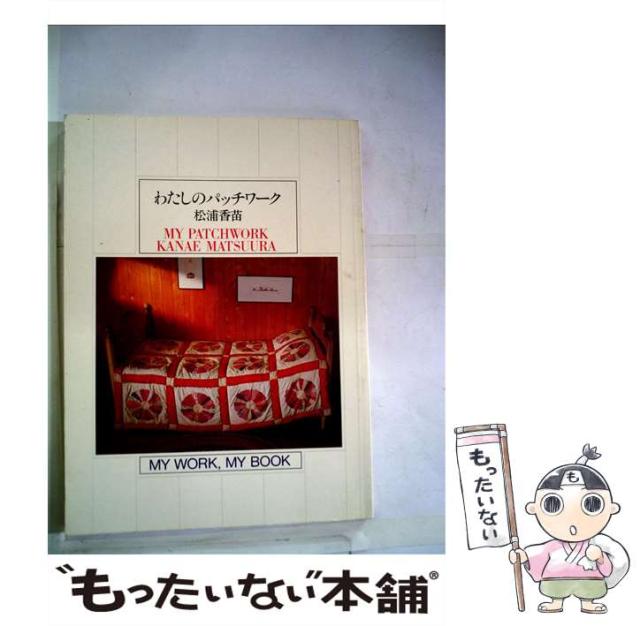 わたしのパッチワーク
松浦香苗
MY PATCHWORK
KANAE MATSUURA
MY WORK, MY BOOK
も
もったいない
"もったいない"本舗®